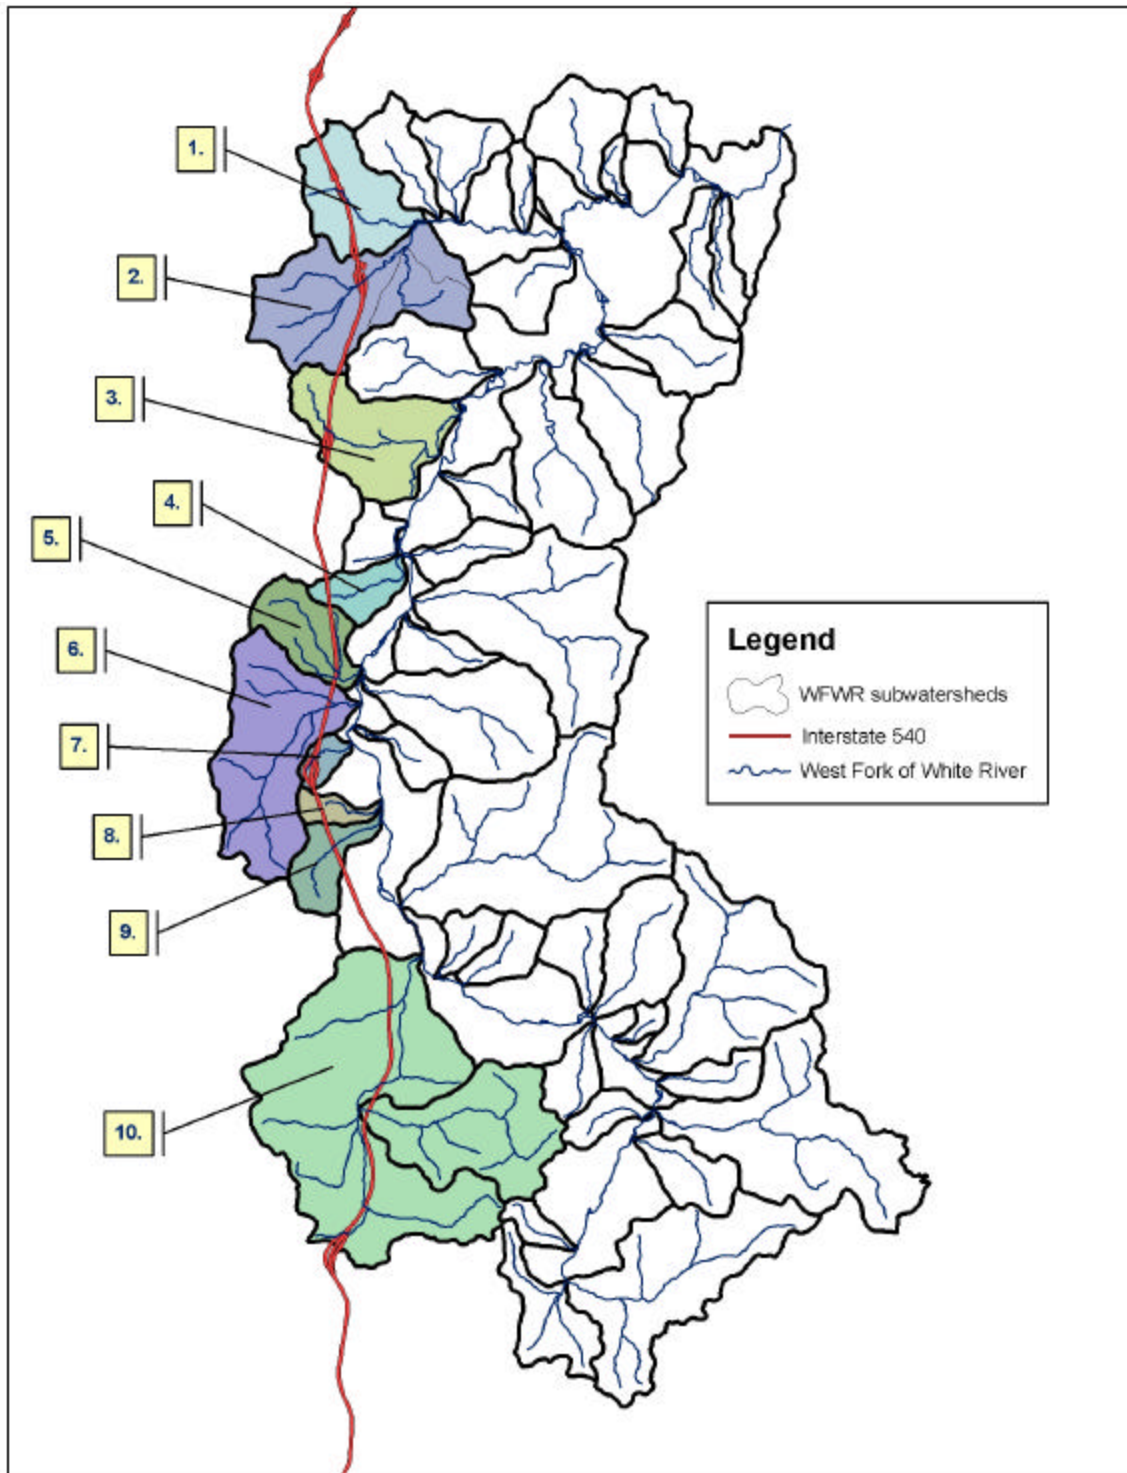 1.
2.
3.
4.
5.
6.
7.
8.
9.
10.
Legend
WFWR subwatersheds
Interstate 540
West Fork of White River